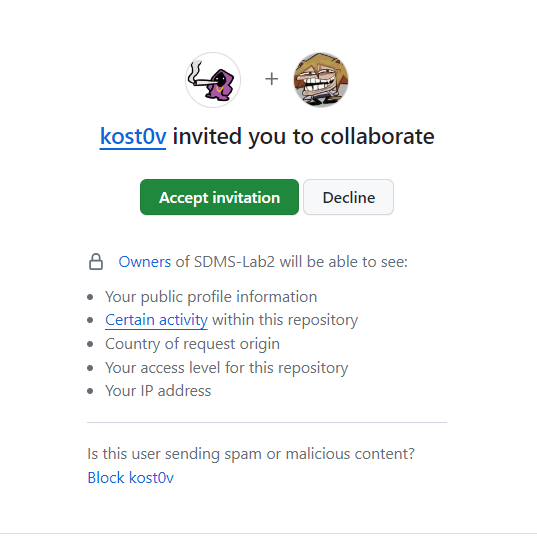 +
kost0v invited you to collaborate
Accept invitation
Decline
Owners of SDMS-Lab2 will be able to see:
• Your public profile information
• Certain activity within this repository
• Country of request origin
• Your access level for this repository
• Your IP address
Is this user sending spam or malicious content?
Block kost0v